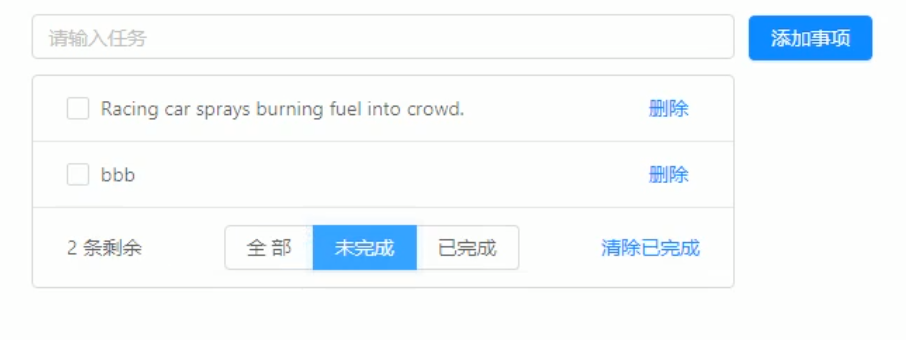 请输入任务 添加事项
Racing car sprays burning fuel into crowd. 删除
bbb 删除
2 条剩余 全 部 未完成 已完成 清除已完成